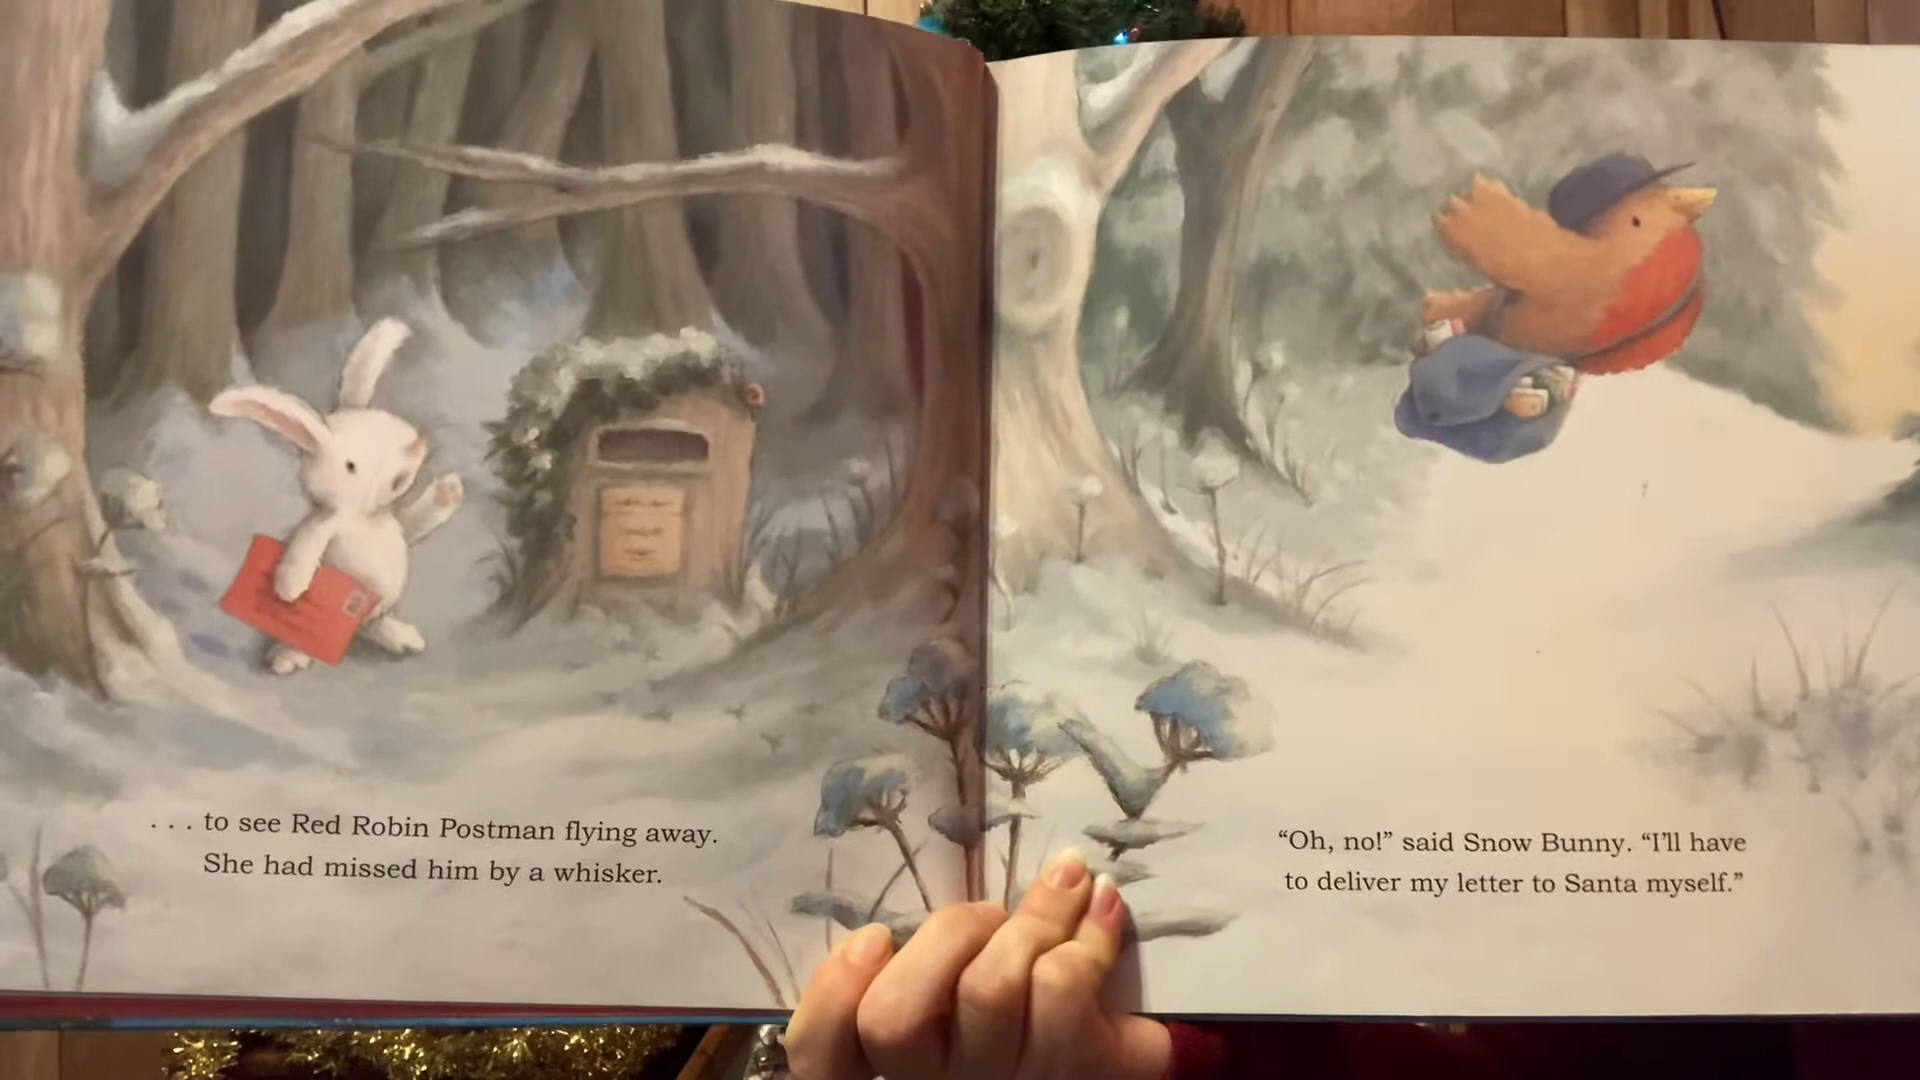 . . . to see Red Robin Postman flying away.
She had missed him by a whisker.
“Oh, no!” said Snow Bunny. “I’ll have
to deliver my letter to Santa myself.”